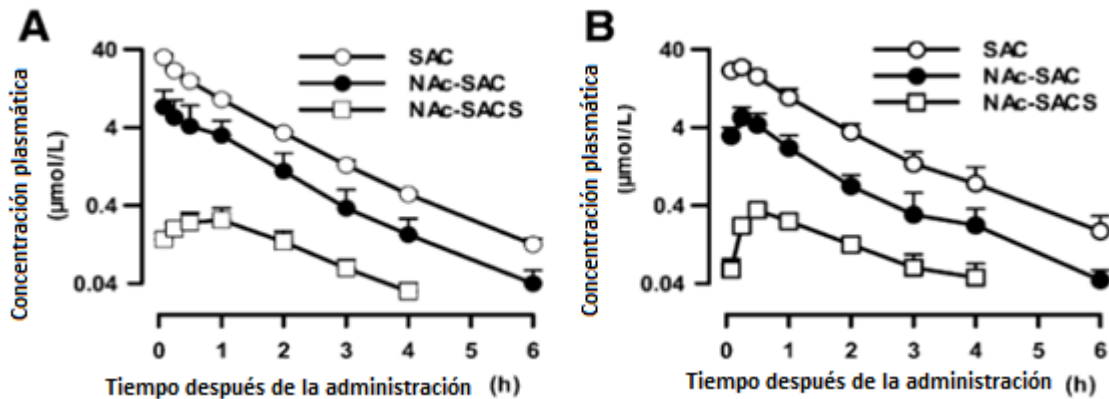 A
Concentración plasmática
(µmol/L)
40
4
0.4
0.04
SAC
NAc-SAC
NAc-SACS
0 1 2 3 4 5 6
Tiempo después de la administración (h)
B
Concentración plasmática
(µmol/L)
40
4
0.4
0.04
SAC
NAc-SAC
NAc-SACS
0 1 2 3 4 5 6
Tiempo después de la administración (h)